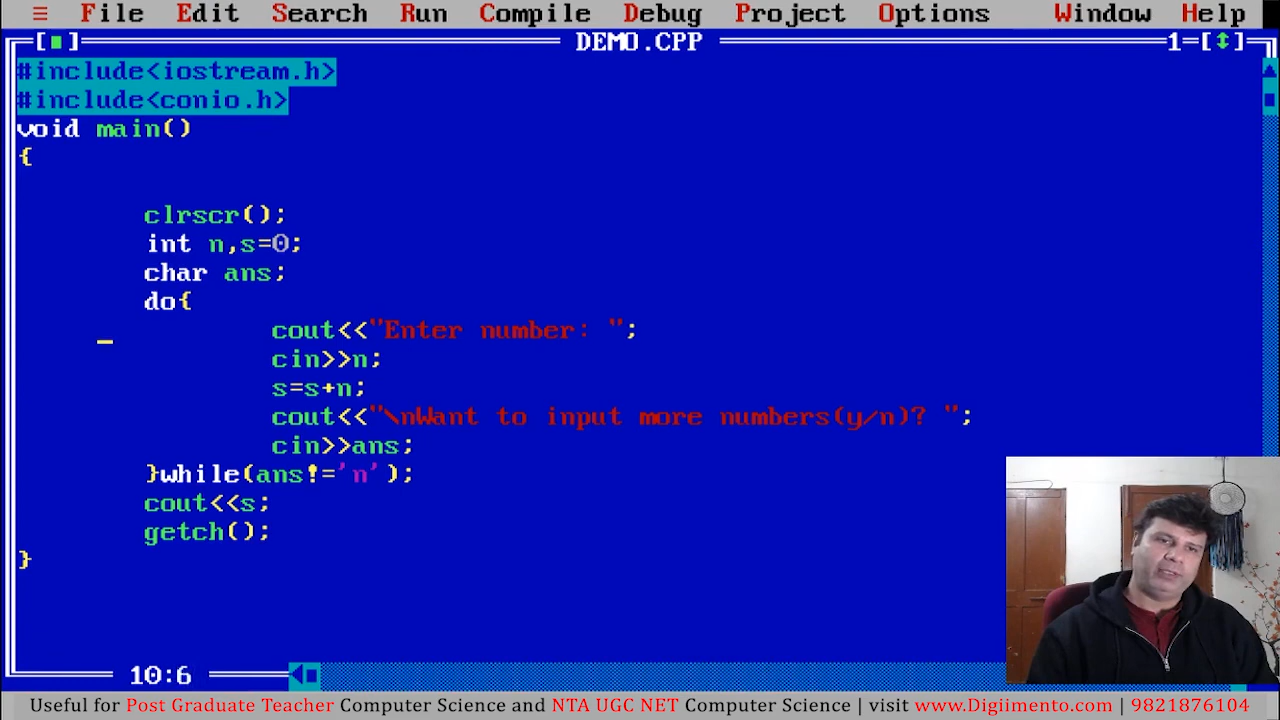 ≡ File Edit Search Run Compile Debug Project Options Window Help
[■] DEMO.CPP 1=[↕]
#include<iostream.h>
#include<conio.h>
void main()
{
clrscr();
int n,s=0;
char ans;
do{
cout<<"Enter number: ";
cin>>n;
s=s+n;
cout<<"\nWant to input more numbers(y/n)? ";
cin>>ans;
}while(ans!='n');
cout<<s;
getch();
}
10:6
Useful for Post Graduate Teacher Computer Science and NTA UGC NET Computer Science | visit www.Digiimento.com | 9821876104